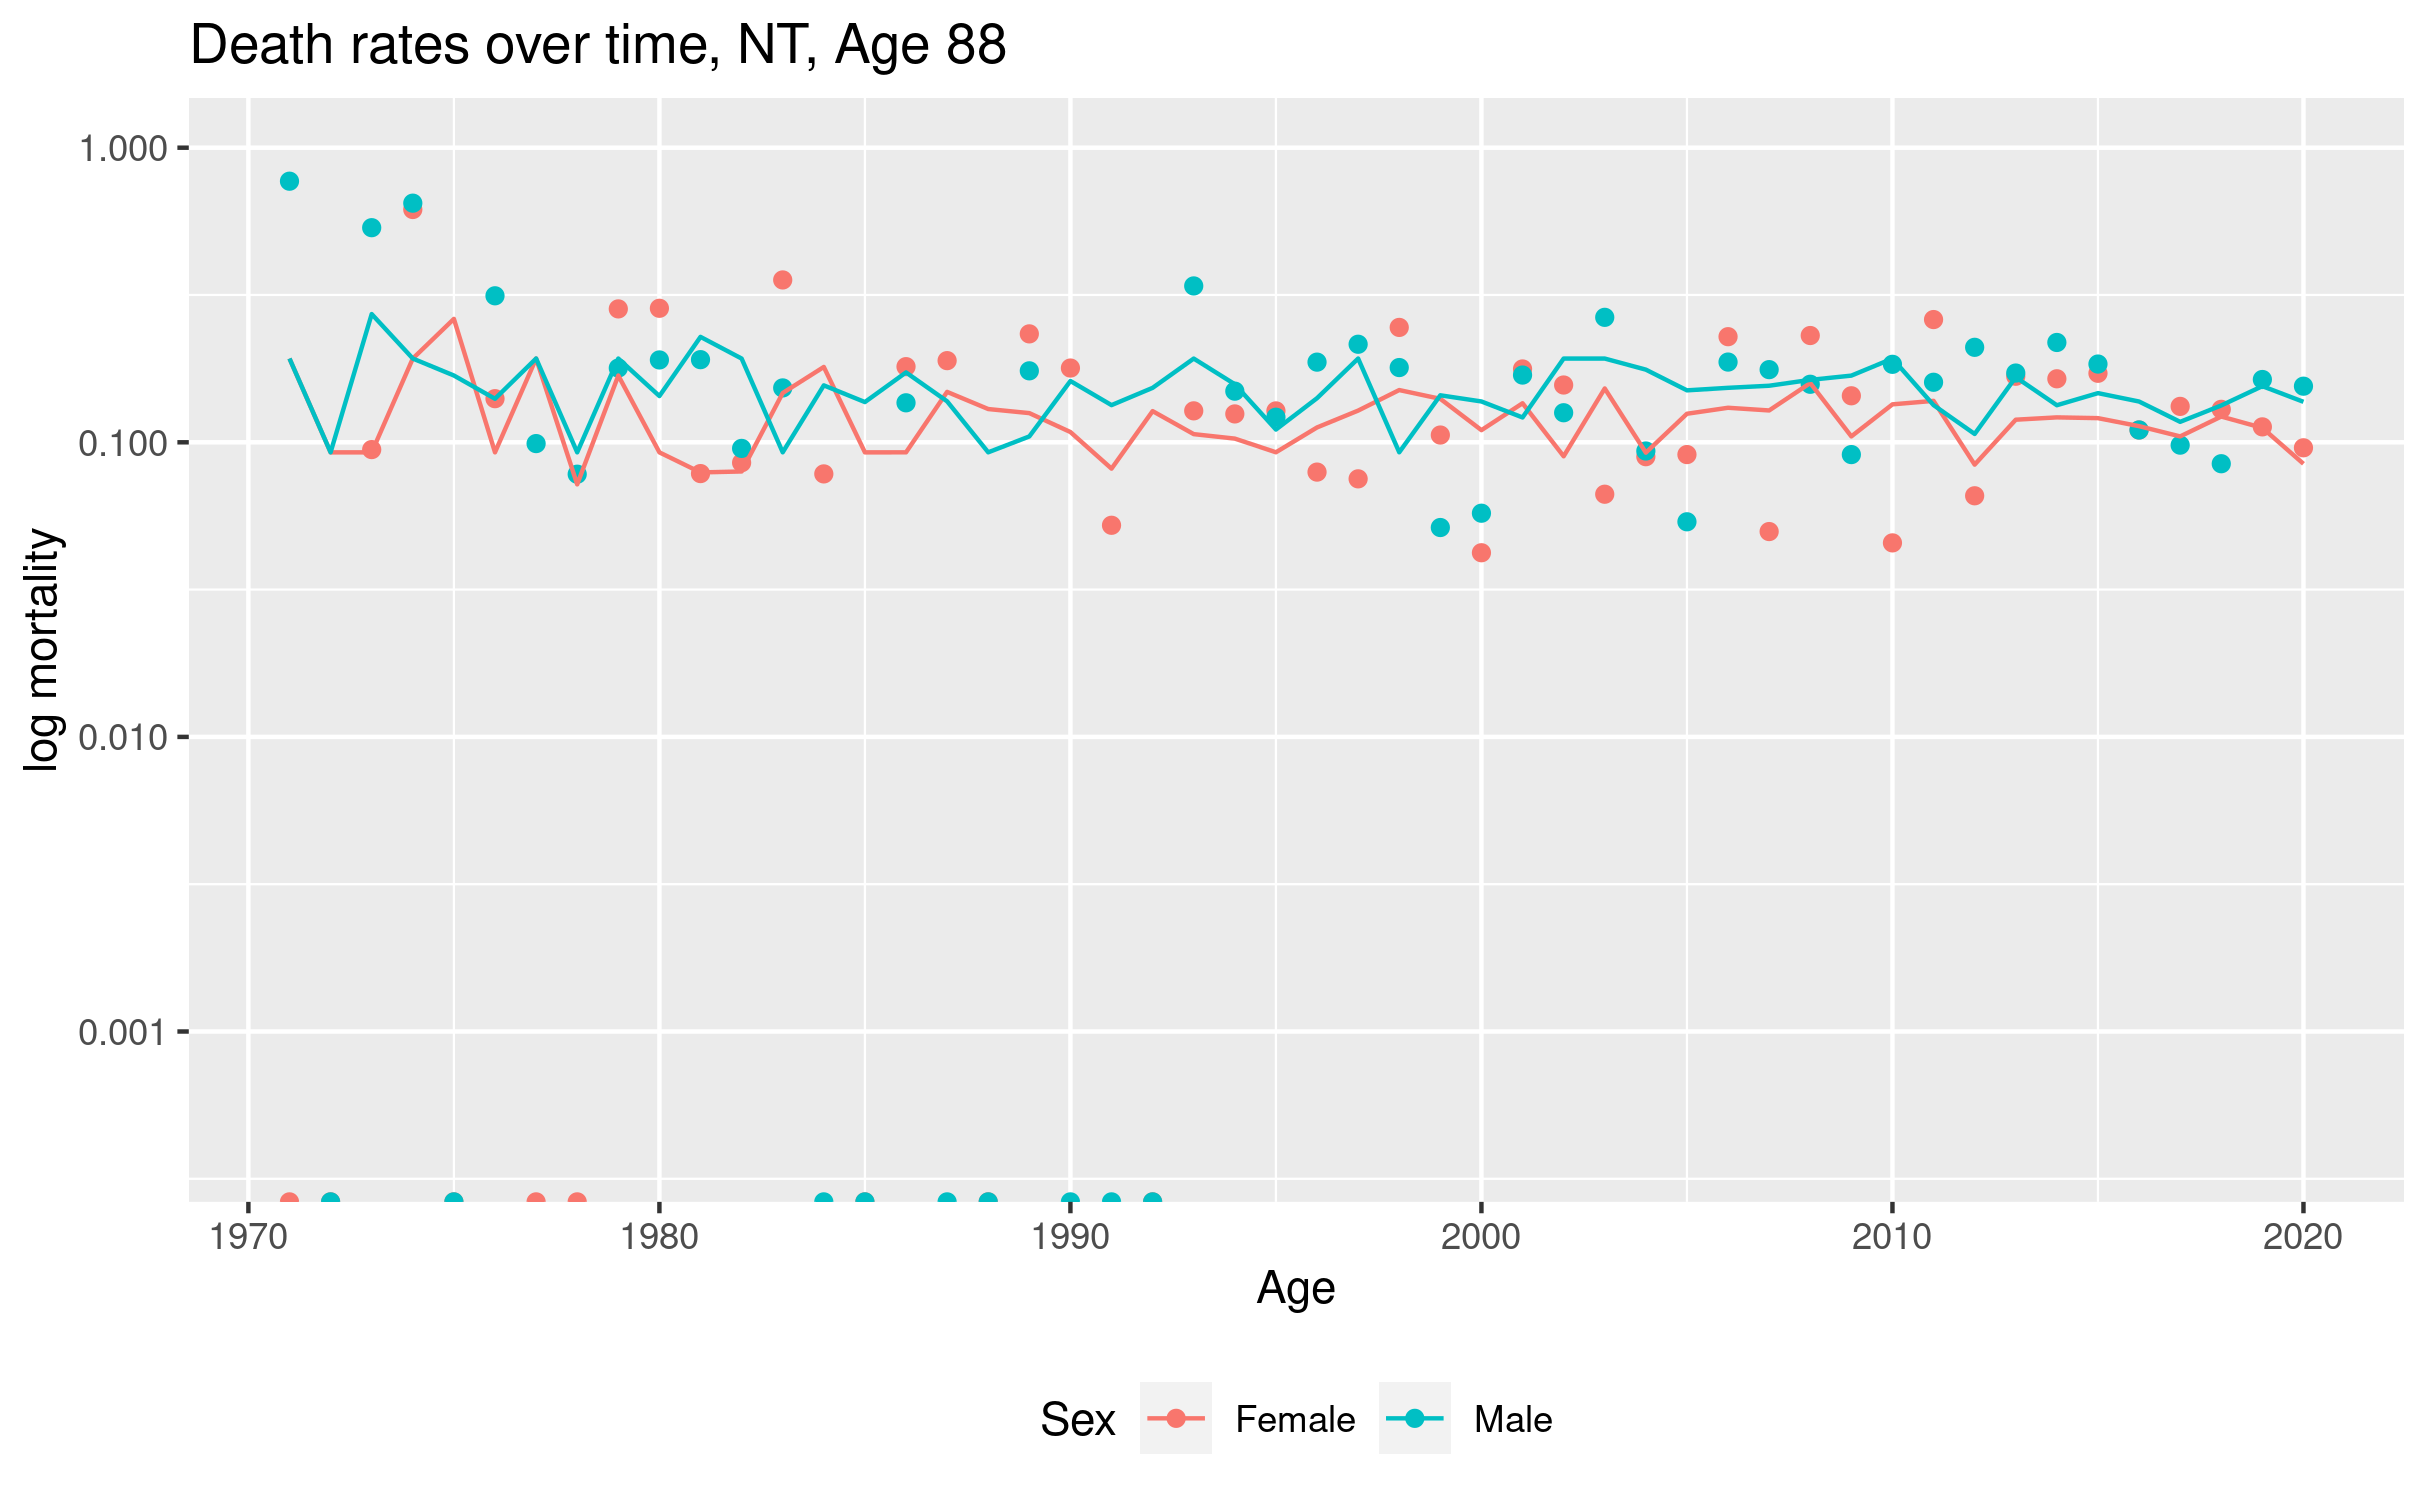 Death rates over time, NT, Age 88
log mortality
1.000
0.100
0.010
0.001
1970 1980 1990 2000 2010 2020
Age
Sex Female Male